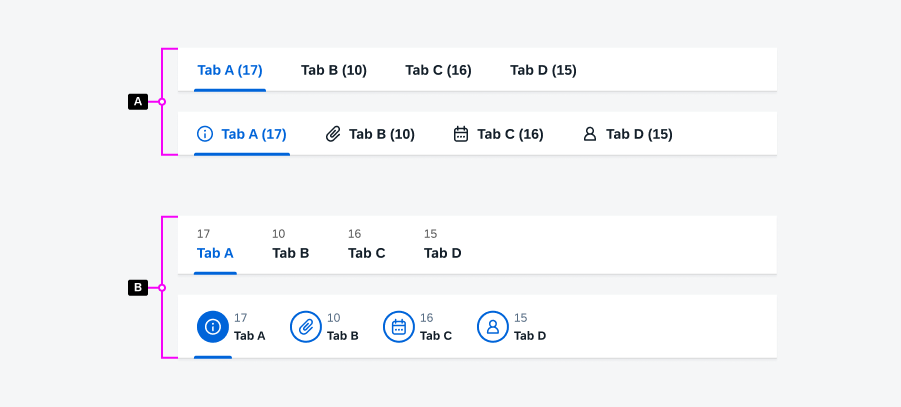 Tab A (17) Tab B (10) Tab C (16) Tab D (15)
A
Tab A (17) Tab B (10) Tab C (16) Tab D (15)
17 10 16 15
Tab A Tab B Tab C Tab D
B
17 10 16 15
Tab A Tab B Tab C Tab D